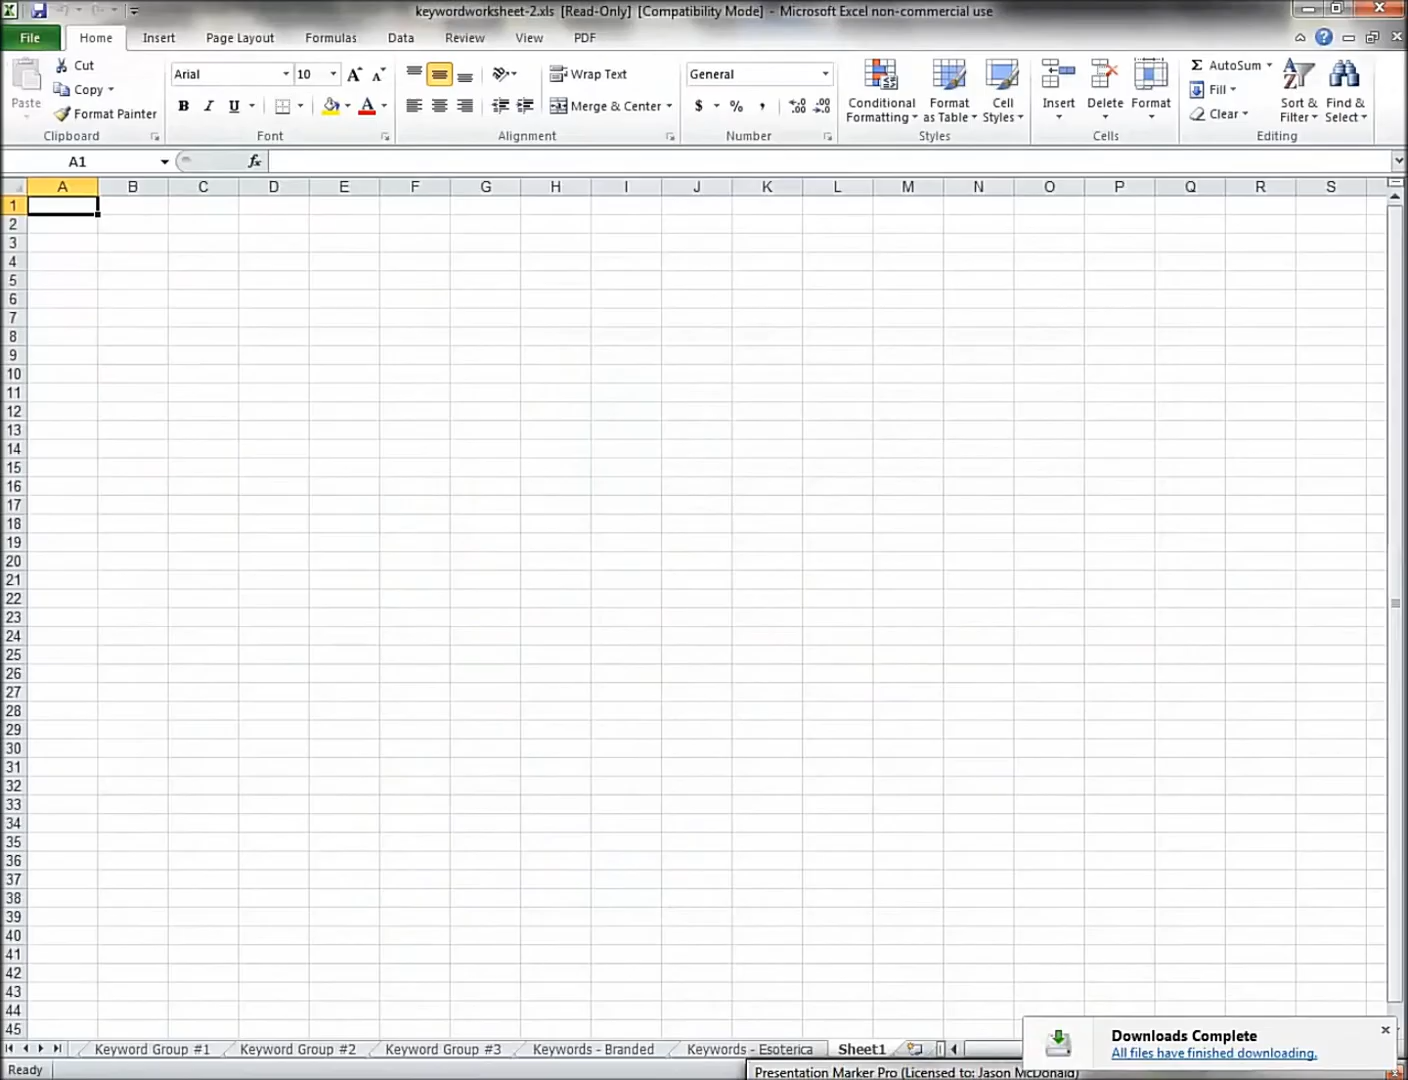 keywordworksheet-2.xls [Read-Only] [Compatibility Mode] - Microsoft Excel non-commercial use
File Home Insert Page Layout Formulas Data Review View PDF
Paste
Cut
Copy
Format Painter
Clipboard
Arial 10
B I U
Font
Wrap Text
Merge & Center
Alignment
General
$ % ,
Number
Conditional Formatting
Format as Table
Cell Styles
Styles
Insert
Delete
Format
Cells
Σ AutoSum
Fill
Clear
Sort & Filter
Find & Select
Editing
A1 fx
A B C D E F G H I J K L M N O P Q R S
1
2
3
4
5
6
7
8
9
10
11
12
13
14
15
16
17
18
19
20
21
22
23
24
25
26
27
28
29
30
31
32
33
34
35
36
37
38
39
40
41
42
43
44
45
Downloads Complete
All files have finished downloading.
Keyword Group #1 Keyword Group #2 Keyword Group #3 Keywords - Branded Keywords - Esoterica Sheet1
Ready
Presentation Marker Pro (Licensed to: Jason McDonald)